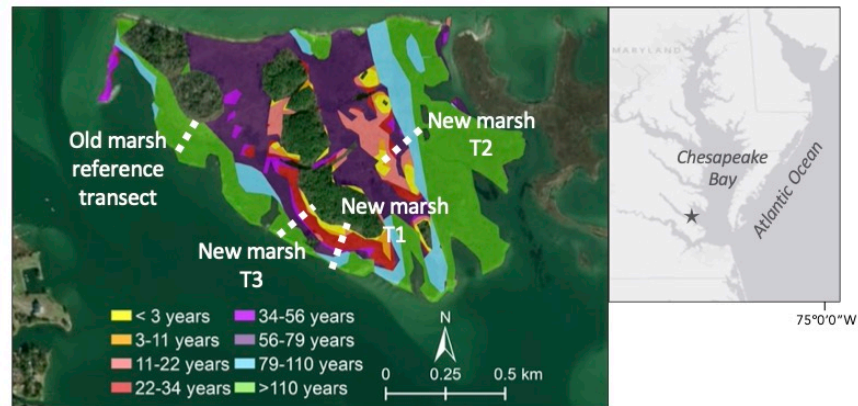 Old marsh
reference
transect
New marsh
T2
New marsh
T1
New marsh
T3
< 3 years
3-11 years
11-22 years
22-34 years
34-56 years
56-79 years
79-110 years
>110 years
N
0 0.25 0.5 km
MARYLAND
Chesapeake
Bay
Atlantic Ocean
75°0'0"W